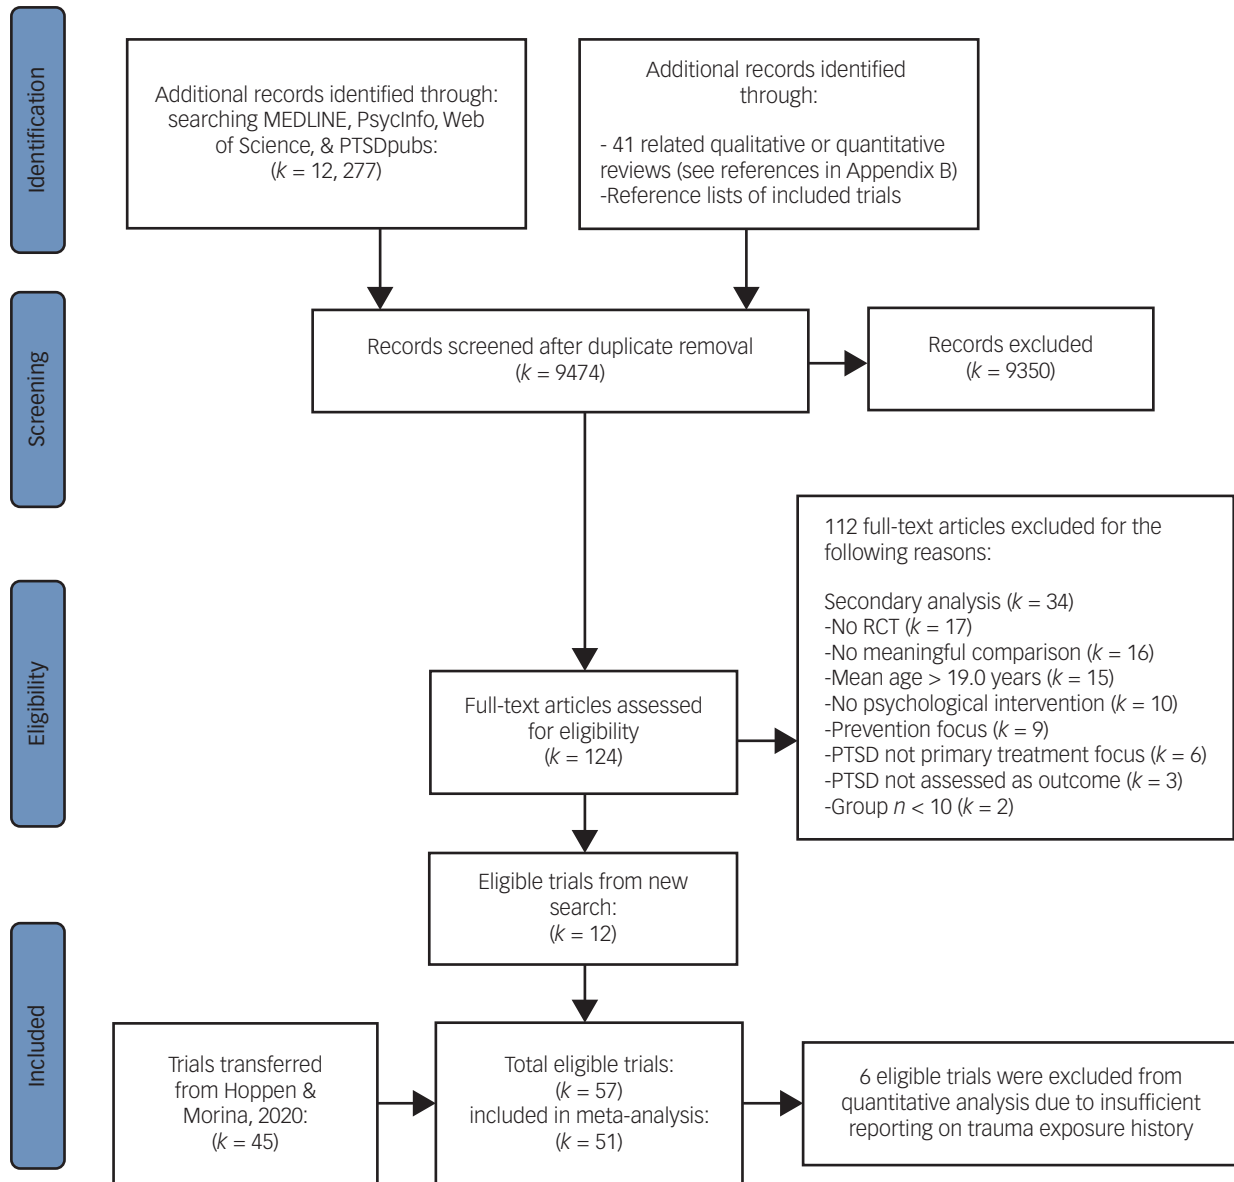 Identification
Additional records identified through:
searching MEDLINE, PsycInfo, Web
of Science, & PTSDpubs:
(k = 12, 277)
Additional records identified
through:
- 41 related qualitative or quantitative
reviews (see references in Appendix B)
-Reference lists of included trials
Screening
Records screened after duplicate removal
(k = 9474)
Records excluded
(k = 9350)
Eligibility
Full-text articles assessed
for eligibility
(k = 124)
112 full-text articles excluded for the
following reasons:
Secondary analysis (k = 34)
-No RCT (k = 17)
-No meaningful comparison (k = 16)
-Mean age > 19.0 years (k = 15)
-No psychological intervention (k = 10)
-Prevention focus (k = 9)
-PTSD not primary treatment focus (k = 6)
-PTSD not assessed as outcome (k = 3)
-Group n < 10 (k = 2)
Eligible trials from new
search:
(k = 12)
Included
Trials transferred
from Hoppen &
Morina, 2020:
(k = 45)
Total eligible trials:
(k = 57)
included in meta-analysis:
(k = 51)
6 eligible trials were excluded from
quantitative analysis due to insufficient
reporting on trauma exposure history